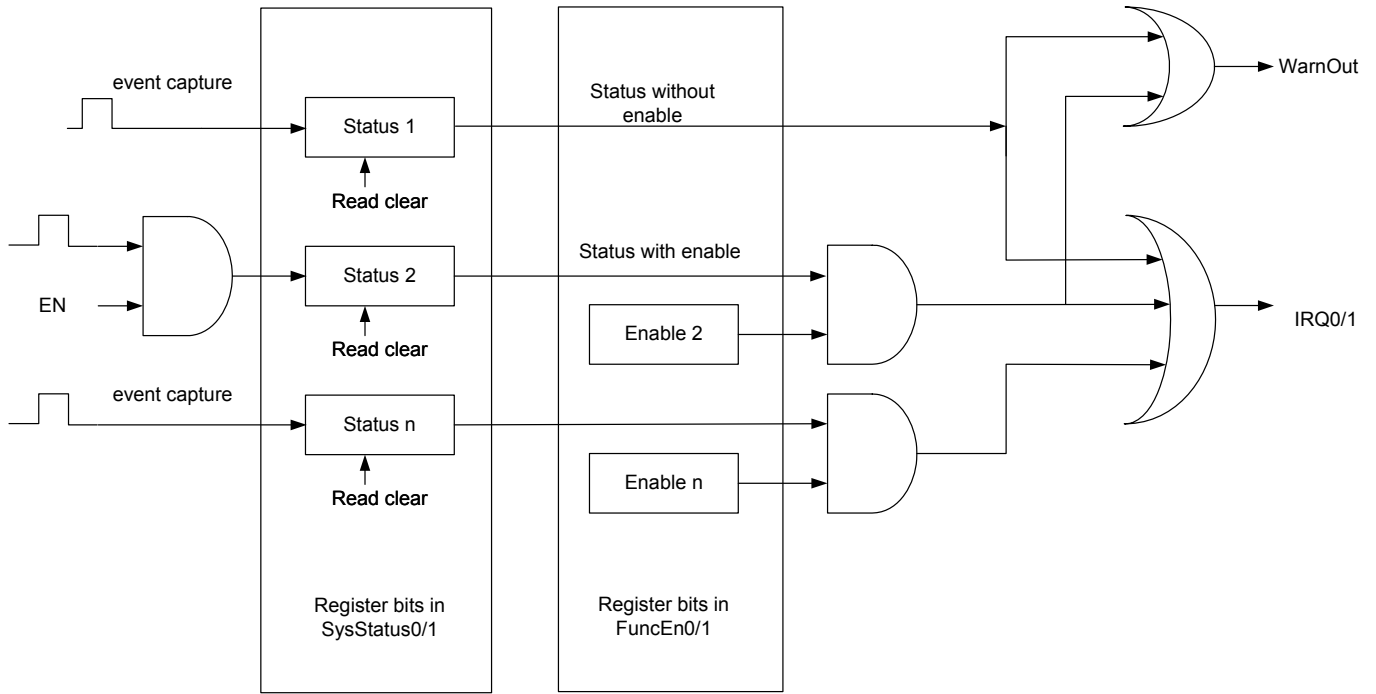 event capture
Status 1
Read clear
Status without
enable
WarnOut
EN
Status 2
Read clear
Status with enable
Enable 2
IRQ0/1
event capture
Status n
Read clear
Enable n
Register bits in
SysStatus0/1
Register bits in
FuncEn0/1